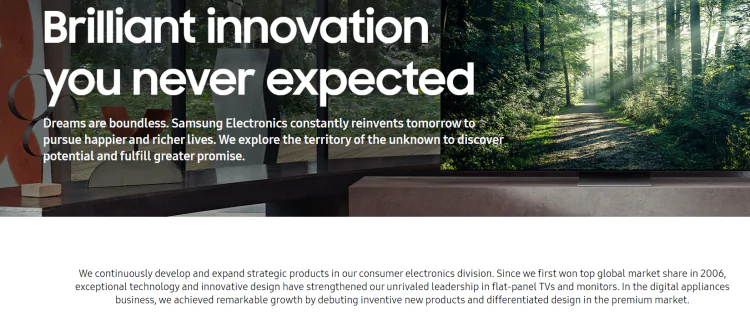 Brilliant innovation
you never expected
Dreams are boundless. Samsung Electronics constantly reinvents tomorrow to
pursue happier and richer lives. We explore the territory of the unknown to discover
potential and fulfill greater promise.
We continuously develop and expand strategic products in our consumer electronics division. Since we first won top global market share in 2006,
exceptional technology and innovative design have strengthened our unrivaled leadership in flat-panel TVs and monitors. In the digital appliances
business, we achieved remarkable growth by debuting inventive new products and differentiated design in the premium market.